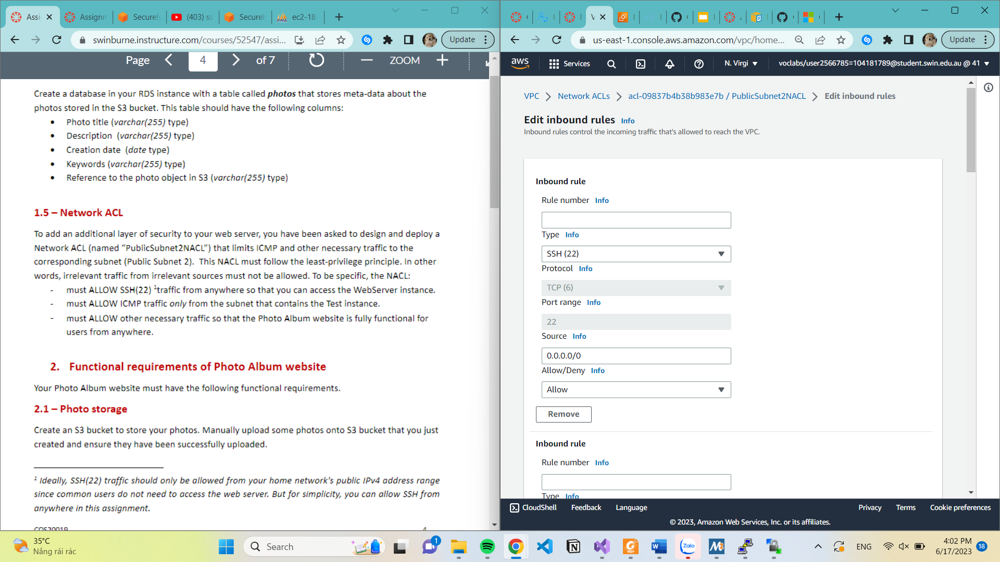 Assi
Assignm
Securel
(403) ss
Securel
ec2-18-
swinburne.instructure.com/courses/52547/assi...
Update
Page
4
of 7
ZOOM
Create a database in your RDS instance with a table called photos that stores meta-data about the
photos stored in the S3 bucket. This table should have the following columns:
• Photo title (varchar(255) type)
• Description (varchar(255) type)
• Creation date (date type)
• Keywords (varchar(255) type)
• Reference to the photo object in S3 (varchar(255) type)
1.5 – Network ACL
To add an additional layer of security to your web server, you have been asked to design and deploy a
Network ACL (named “PublicSubnet2NACL”) that limits ICMP and other necessary traffic to the
corresponding subnet (Public Subnet 2). This NACL must follow the least-privilege principle. In other
words, irrelevant traffic from irrelevant sources must not be allowed. To be specific, the NACL:
- must ALLOW SSH(22) 1traffic from anywhere so that you can access the WebServer instance.
- must ALLOW ICMP traffic only from the subnet that contains the Test instance.
- must ALLOW other necessary traffic so that the Photo Album website is fully functional for
users from anywhere.
2. Functional requirements of Photo Album website
Your Photo Album website must have the following functional requirements.
2.1 – Photo storage
Create an S3 bucket to store your photos. Manually upload some photos onto S3 bucket that you just
created and ensure they have been successfully uploaded.
1 Ideally, SSH(22) traffic should only be allowed from your home network's public IPv4 address range
since common users do not need to access the web server. But for simplicity, you can allow SSH from
anywhere in this assignment.
COS20019
4
us-east-1.console.aws.amazon.com/vpc/home...
Update
aws
Services
N. Virgi
voclabs/user2566785=104181789@student.swin.edu.au @ 41
VPC
Network ACLs
acl-09837b4b38b983e7b / PublicSubnet2NACL
Edit inbound rules
Edit inbound rules Info
Inbound rules control the incoming traffic that's allowed to reach the VPC.
Inbound rule
Rule number Info
Type Info
SSH (22)
Protocol Info
TCP (6)
Port range Info
22
Source Info
0.0.0.0/0
Allow/Deny Info
Allow
Remove
Inbound rule
Rule number Info
Type Info
CloudShell
Feedback
Language
Privacy
Terms
Cookie preferences
© 2023, Amazon Web Services, Inc. or its affiliates.
35°C
Nắng rải rác
Search
1
Zalo
ENG
4:02 PM
6/17/2023
18